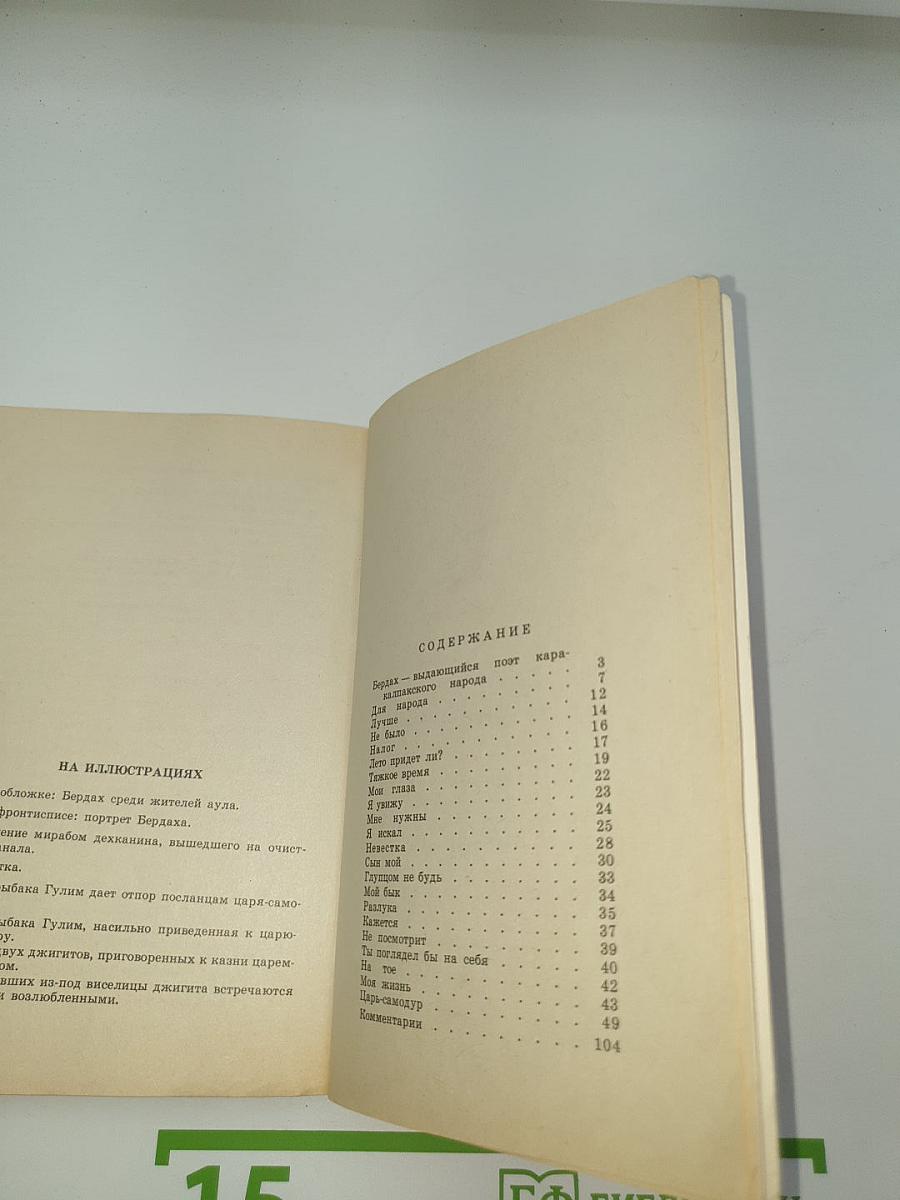 НА ИЛЛЮСТРАЦИЯХ
обложке: Бердах среди жителей аула.
фронтисписе: портрет Бердаха.
ение мирабом дехканина, вышедшего на очист-
анала.
тка.
рыбака Гулим дает отпор посланцам царя-само-
ыбака Гулим, насильно приведенная к царю-
ру.
двух джигитов, приговоренных к казни царем-
ом.
авших из-под виселицы джигита встречаются
и возлюбленными.
СОДЕРЖАНИЕ
Бердах — выдающийся поэт кара-
калпакского народа . . . . . 3
Для народа . . . . . . . . 7
Лучше . . . . . . . . . 12
Не было . . . . . . . . . 14
Налог . . . . . . . . . 16
Лето придет ли? . . . . . . . 17
Тяжкое время . . . . . . . . 19
Мои глаза . . . . . . . . 22
Я увижу . . . . . . . . . 23
Мне нужны . . . . . . . . . 24
Я искал . . . . . . . . . 25
Невестка . . . . . . . . . 28
Сын мой . . . . . . . . . 30
Глупцом не будь . . . . . . . 33
Мой бык . . . . . . . . . 34
Разлука . . . . . . . . . 35
Кажется . . . . . . . . . 37
Не посмотрит . . . . . . . . 39
Ты поглядел бы на себя . . . . . 40
На тое . . . . . . . . . 42
Моя жизнь . . . . . . . . 43
Царь-самодур . . . . . . . . 49
Комментарии . . . . . . . . 104
15
БФ